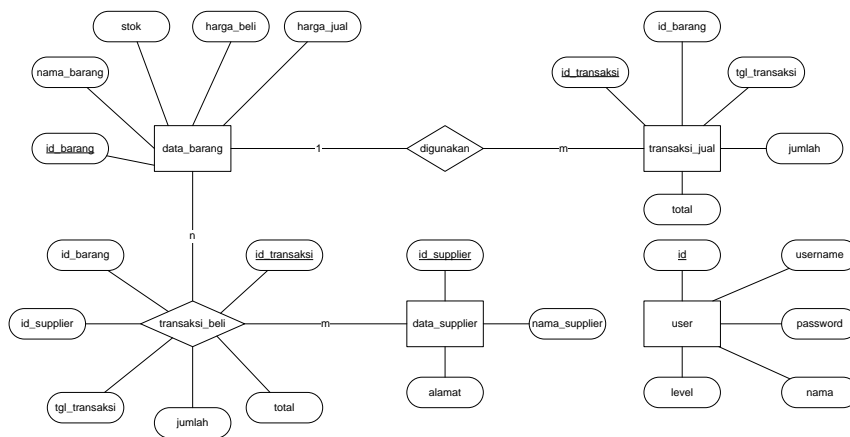 stok
harga_beli
harga_jual
id_barang
nama_barang
id_transaksi
tgl_transaksi
id_barang
data_barang
1
digunakan
m
transaksi_jual
jumlah
total
n
id_barang
id_transaksi
id_supplier
id
username
id_supplier
transaksi_beli
m
data_supplier
nama_supplier
user
password
tgl_transaksi
jumlah
total
alamat
level
nama